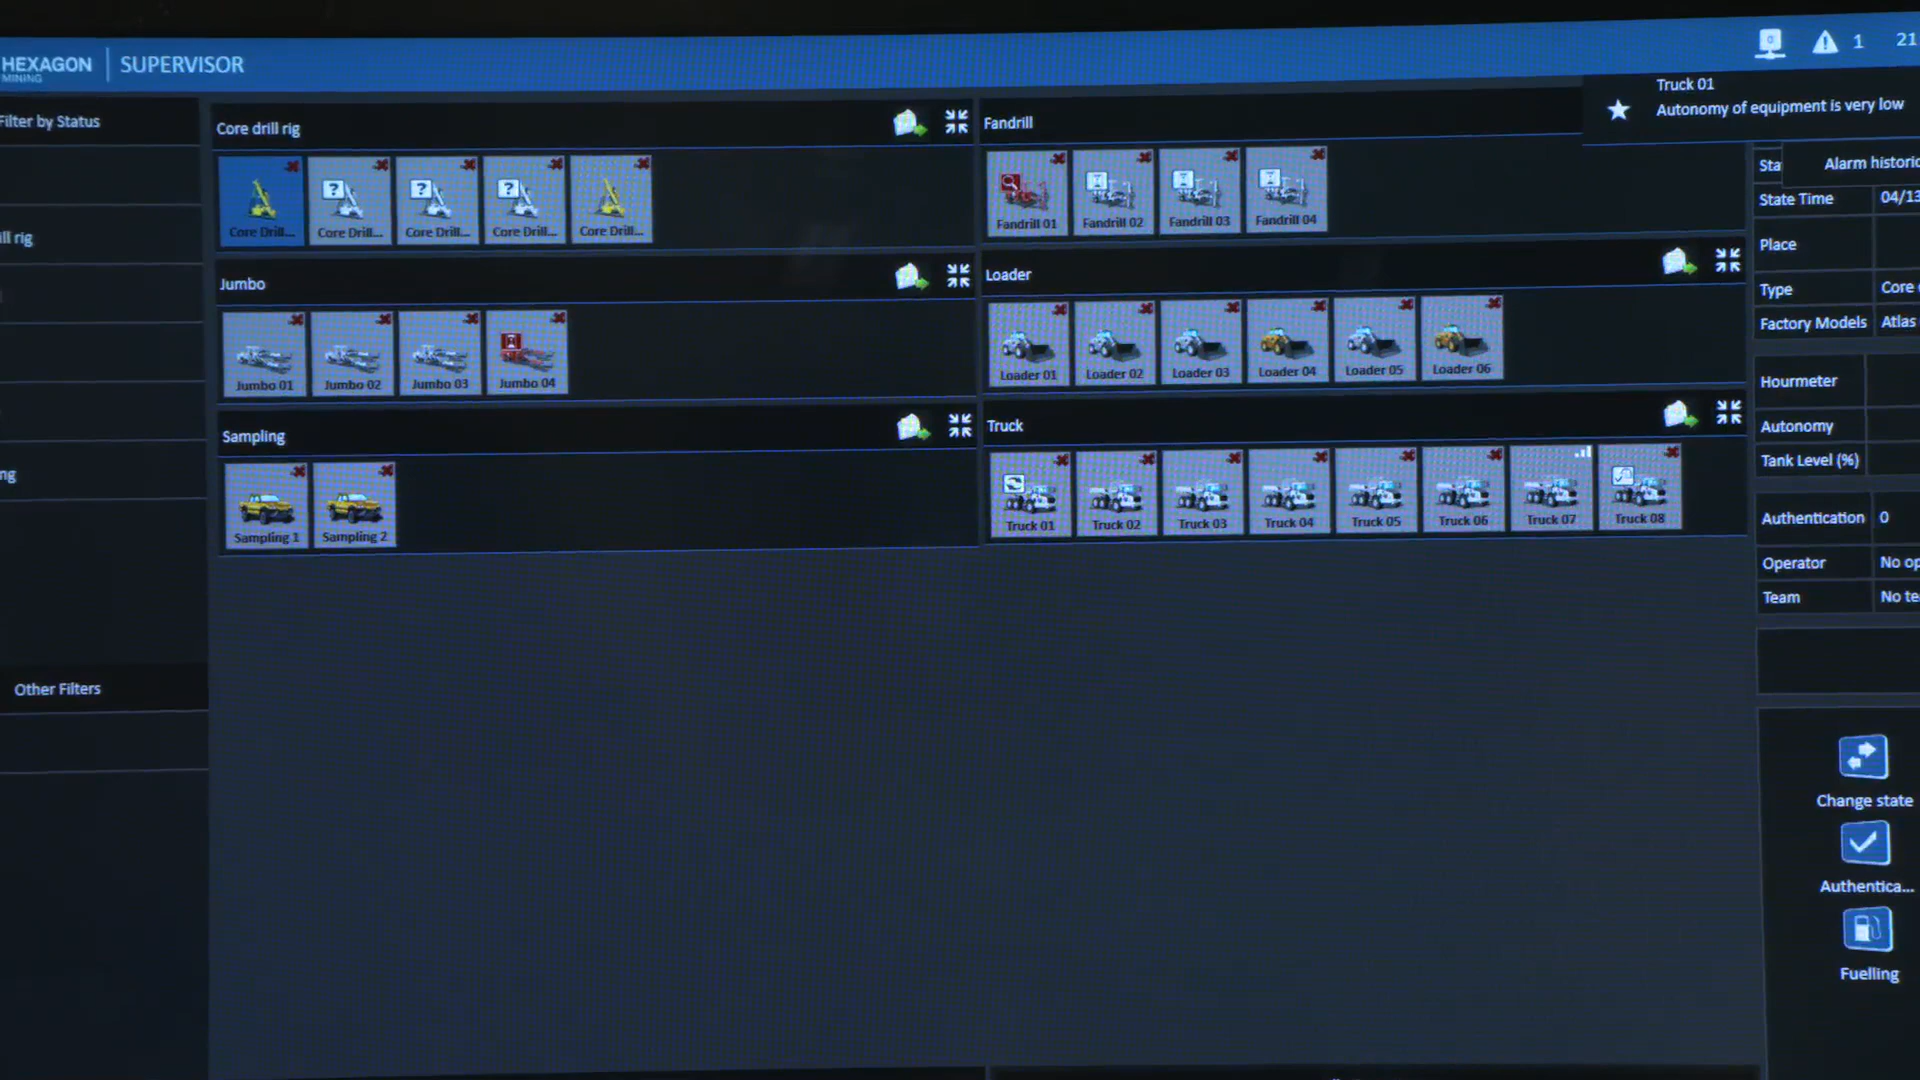 HEXAGON
MINING
SUPERVISOR
1
21
Truck 01
Autonomy of equipment is very low
Filter by Status
ll rig
ng
Other Filters
Core drill rig
Core Drill...
Core Drill...
Core Drill...
Core Drill...
Core Drill...
Fandrill
Fandrill 01
Fandrill 02
Fandrill 03
Fandrill 04
Jumbo
Jumbo 01
Jumbo 02
Jumbo 03
Jumbo 04
Loader
Loader 01
Loader 02
Loader 03
Loader 04
Loader 05
Loader 06
Sampling
Sampling 1
Sampling 2
Truck
Truck 01
Truck 02
Truck 03
Truck 04
Truck 05
Truck 06
Truck 07
Truck 08
Sta
Alarm historic
State Time 04/13
Place
Type Core
Factory Models Atlas
Hourmeter
Autonomy
Tank Level (%)
Authentication 0
Operator No op
Team No te
Change state
Authentica...
Fuelling